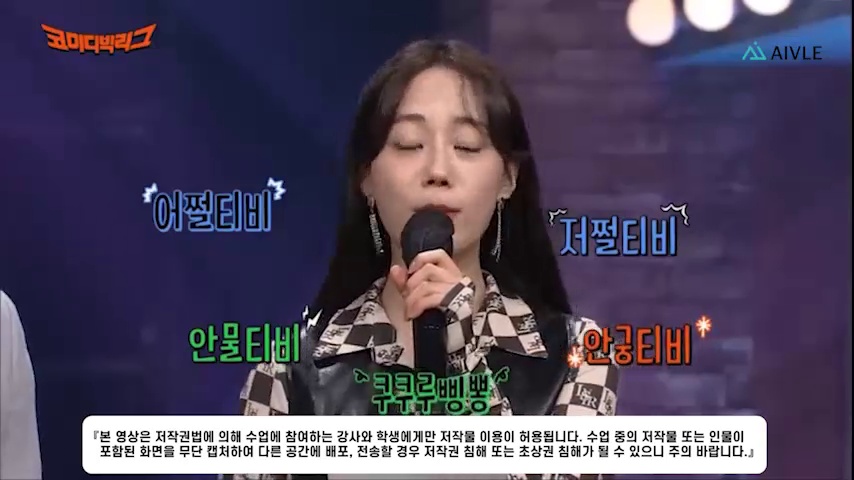 코미디빅리그
AIVLE
어쩔티비
저쩔티비
안물티비
안궁티비
쿠쿠루삥뽕
『본 영상은 저작권법에 의해 수업에 참여하는 강사와 학생에게만 저작물 이용이 허용됩니다. 수업 중의 저작물 또는 인물이
포함된 화면을 무단 캡처하여 다른 공간에 배포, 전송할 경우 저작권 침해 또는 초상권 침해가 될 수 있으니 주의 바랍니다.』